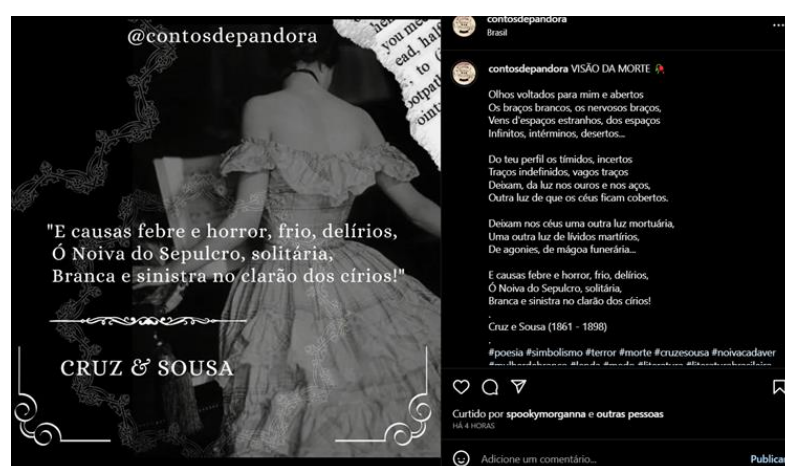 @contosdepandora
"E causas febre e horror, frio, delírios,
Ó Noiva do Sepulcro, solitária,
Branca e sinistra no clarão dos círios!"
CRUZ & SOUSA
contosdepandora
Brasil
contosdepandora VISÃO DA MORTE 🥀
Olhos voltados para mim e abertos
Os braços brancos, os nervosos braços,
Vens d'espaços estranhos, dos espaços
Infinitos, intérminos, desertos...
Do teu perfil os tímidos, incertos
Traços indefinidos, vagos traços
Deixam, da luz nos ouros e nos aços,
Outra luz de que os céus ficam cobertos.
Deixam nos céus uma outra luz mortuária,
Uma outra luz de lívidos martírios,
De agonies, de mágoa funerária...
E causas febre e horror, frio, delírios,
Ó Noiva do Sepulcro, solitária,
Branca e sinistra no clarão dos círios!
.
Cruz e Sousa (1861 - 1898)
.
#poesia #simbolismo #terror #morte #cruzesousa #noivacadaver
Curtido por spookymorganna e outras pessoas
HÁ 4 HORAS
Adicione um comentário...
Publicar